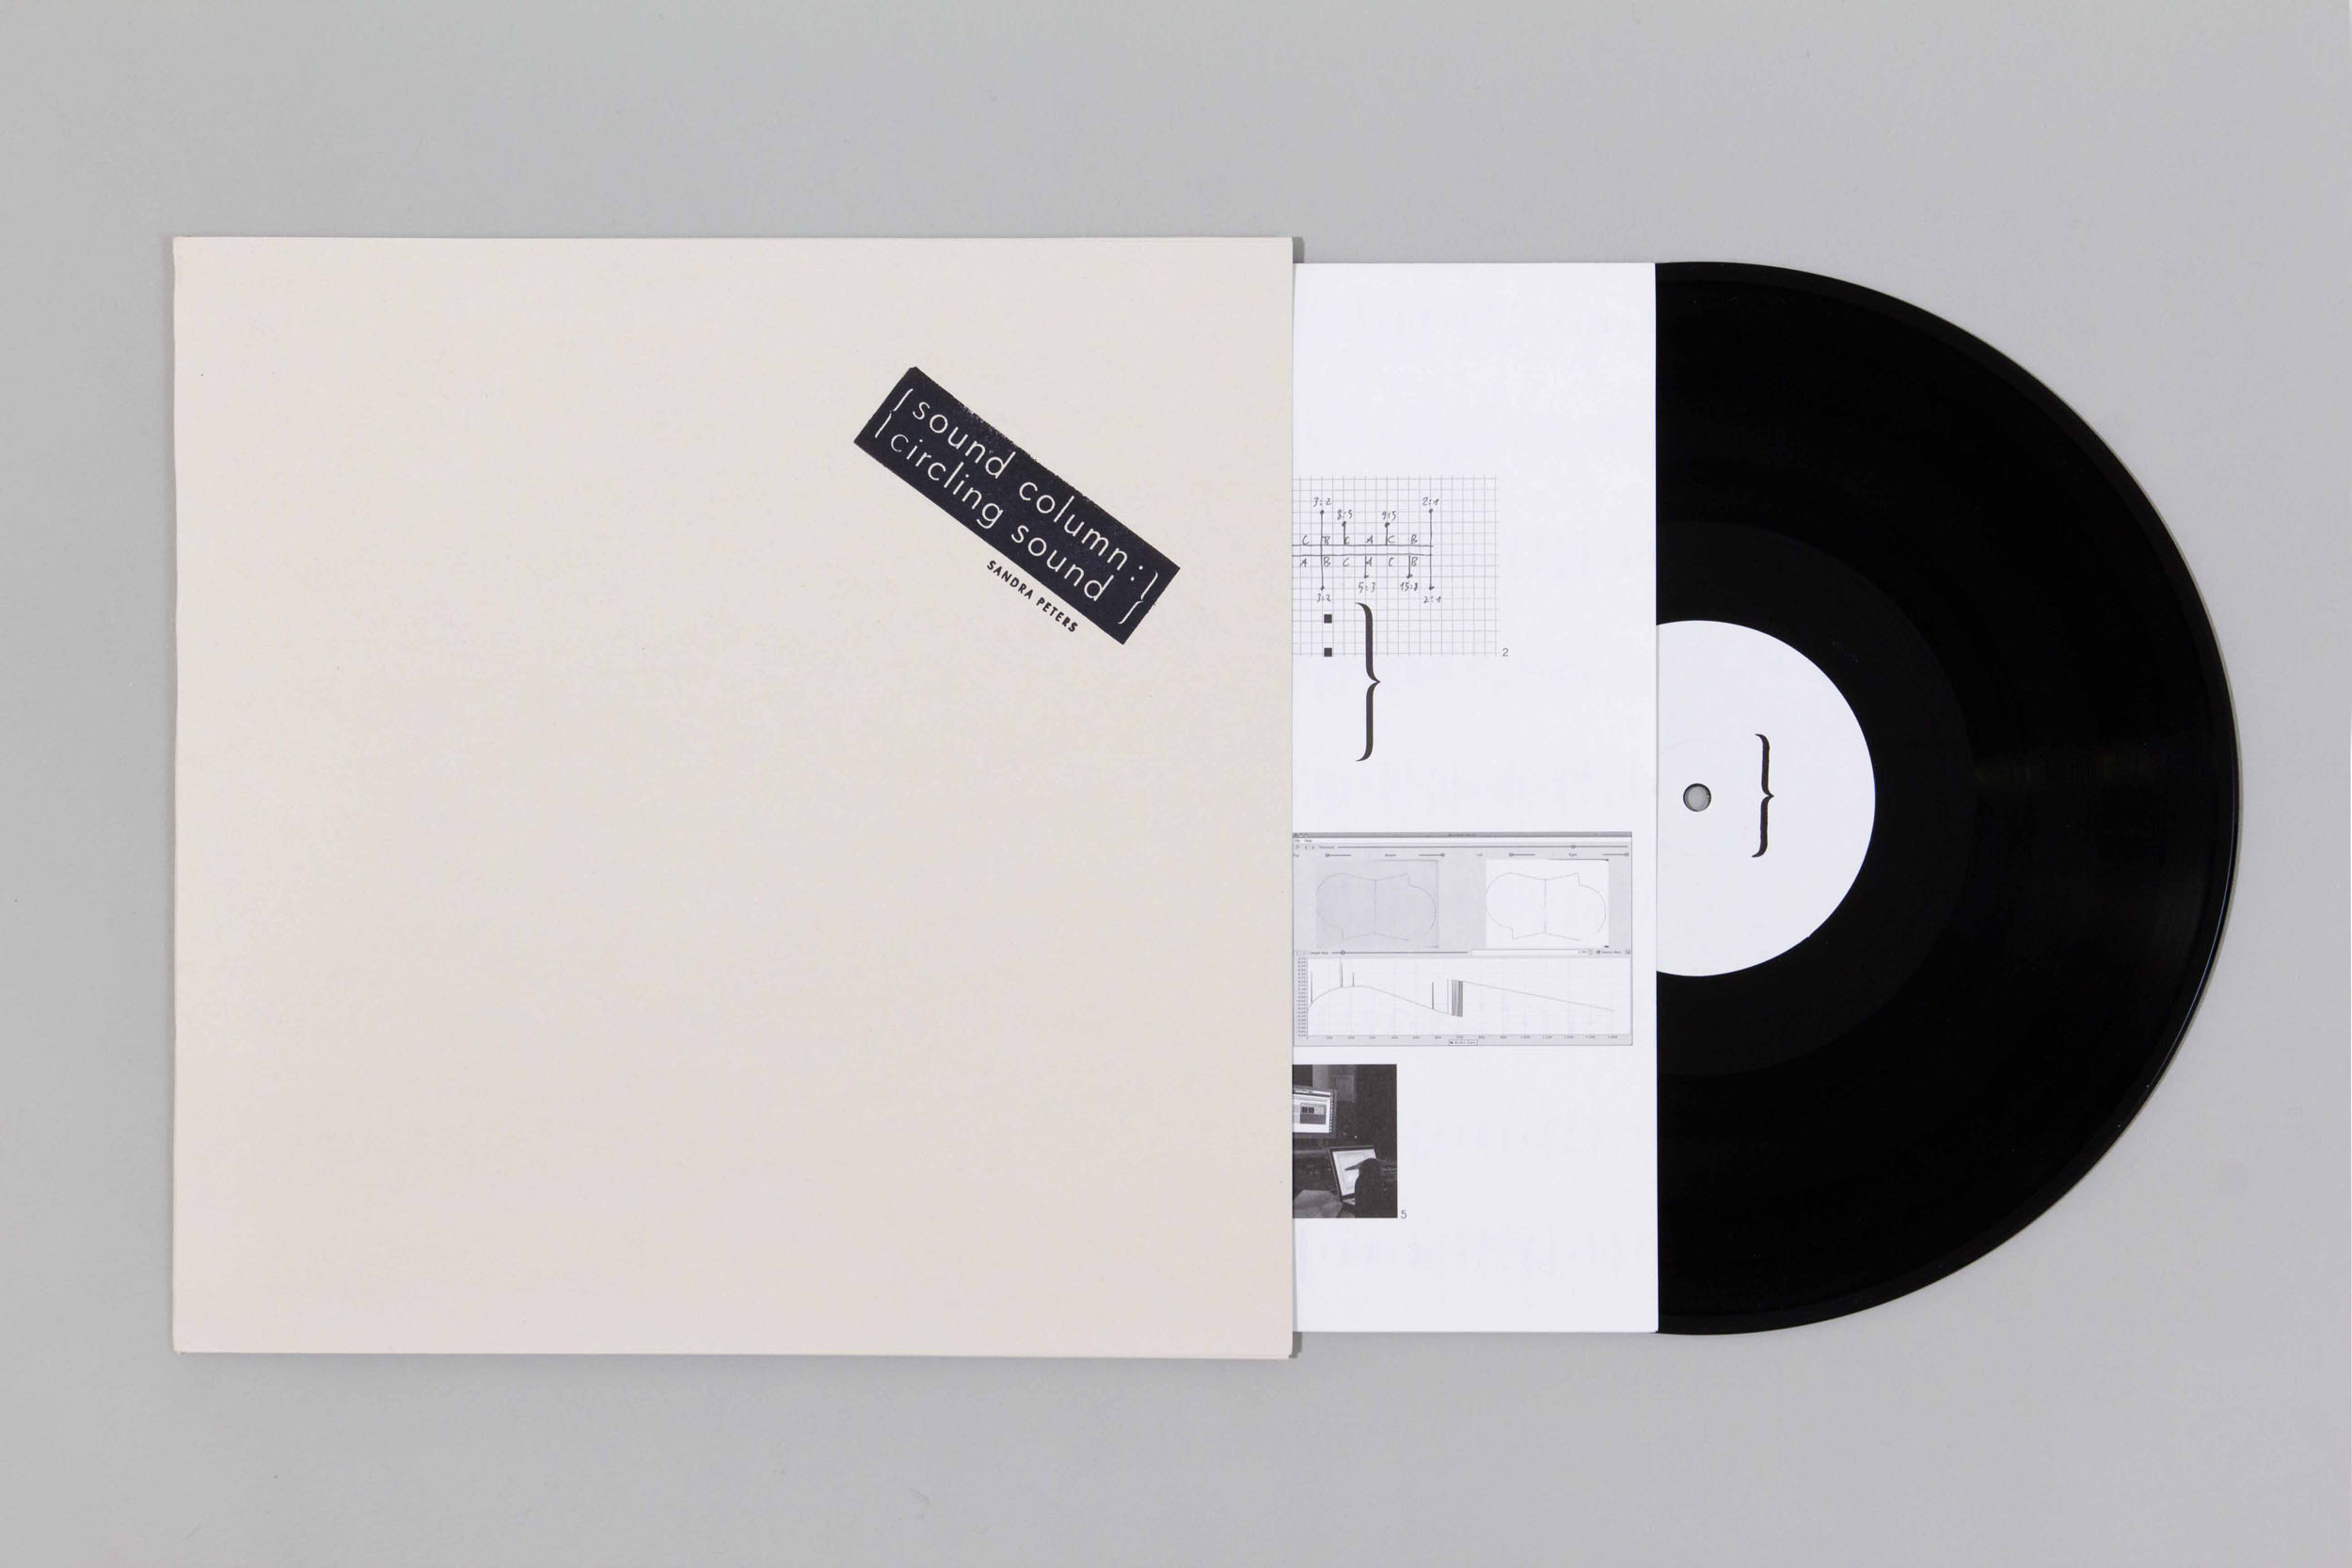 { sound column : }
circling sound
SANDRA PETERS
3:2 8:5 9:5 2:1
C B C A C B
A B C A C B
3:2 5:3 15:8 2:1
:
}
2
5
}